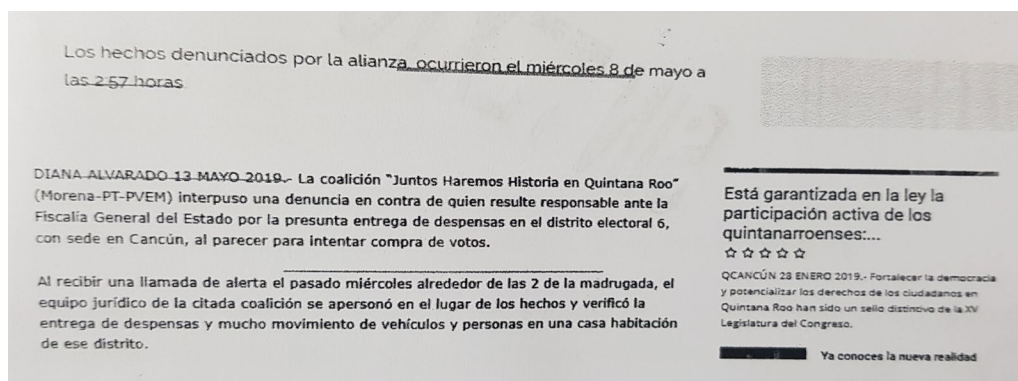 Los hechos denunciados por la alianza, ocurrieron el miércoles 8 de mayo a
las 2:57 horas
DIANA ALVARADO 13 MAYO 2019.- La coalición "Juntos Haremos Historia en Quintana Roo"
(Morena-PT-PVEM) interpuso una denuncia en contra de quien resulte responsable ante la
Fiscalía General del Estado por la presunta entrega de despensas en el distrito electoral 6,
con sede en Cancún, al parecer para intentar compra de votos.
Al recibir una llamada de alerta el pasado miércoles alrededor de las 2 de la madrugada, el
equipo jurídico de la citada coalición se apersonó en el lugar de los hechos y verificó la
entrega de despensas y mucho movimiento de vehículos y personas en una casa habitación
de ese distrito.
Está garantizada en la ley la
participación activa de los
quintanarroenses:...
QCANCÚN 28 ENERO 2019.- Fortalecer la democracia
y potencializar los derechos de los ciudadanos en
Quintana Roo han sido un sello distintivo de la XV
Legislatura del Congreso.
Ya conoces la nueva realidad